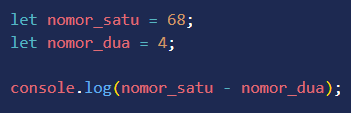 let nomor_satu = 68;
let nomor_dua = 4;
console.log(nomor_satu - nomor_dua);